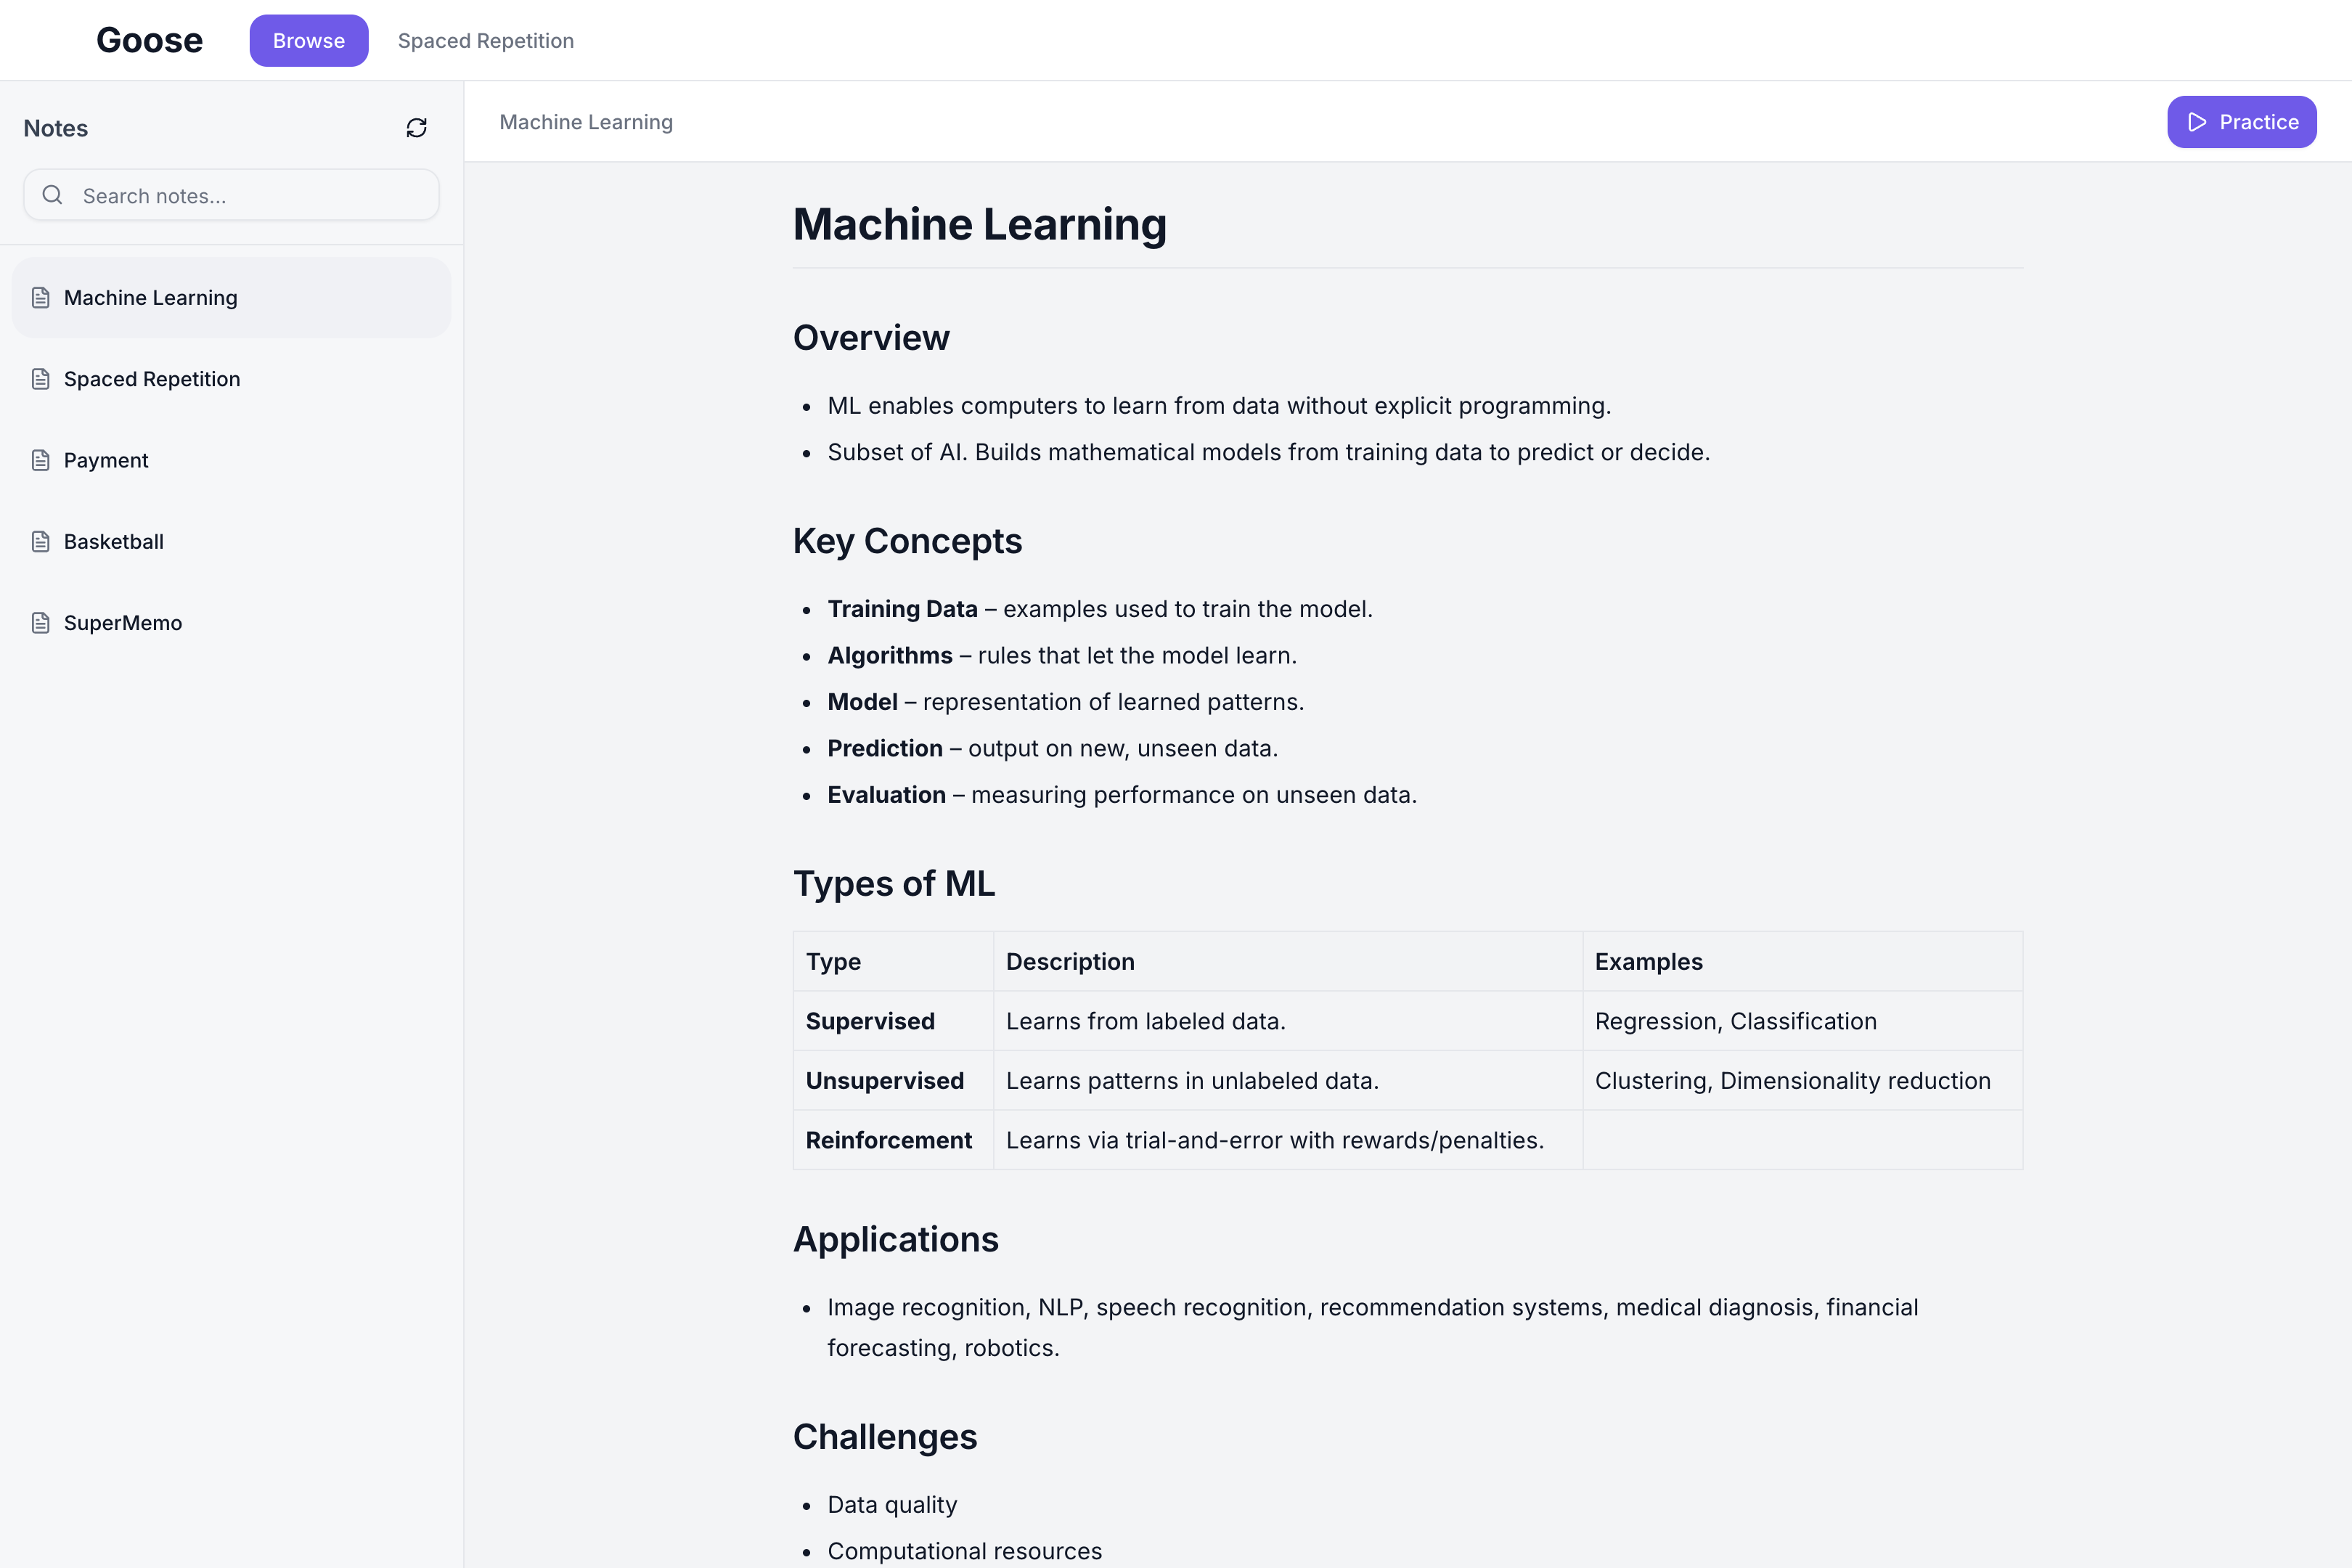 Goose
Browse
Spaced Repetition
Notes
Search notes...
Machine Learning
Spaced Repetition
Payment
Basketball
SuperMemo
Machine Learning
Practice
Machine Learning
Overview
• ML enables computers to learn from data without explicit programming.
• Subset of AI. Builds mathematical models from training data to predict or decide.
Key Concepts
• Training Data – examples used to train the model.
• Algorithms – rules that let the model learn.
• Model – representation of learned patterns.
• Prediction – output on new, unseen data.
• Evaluation – measuring performance on unseen data.
Types of ML
Type Description Examples
Supervised Learns from labeled data. Regression, Classification
Unsupervised Learns patterns in unlabeled data. Clustering, Dimensionality reduction
Reinforcement Learns via trial-and-error with rewards/penalties.
Applications
• Image recognition, NLP, speech recognition, recommendation systems, medical diagnosis, financial
forecasting, robotics.
Challenges
• Data quality
• Computational resources